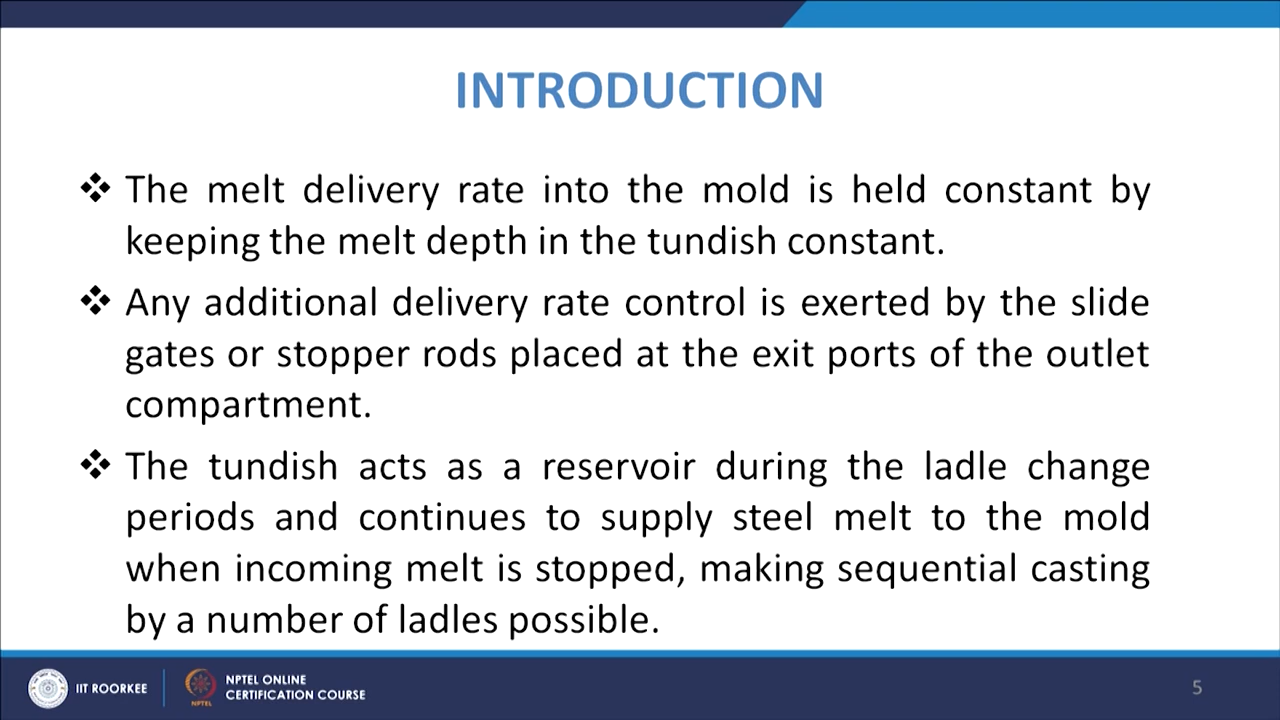 INTRODUCTION
❖ The melt delivery rate into the mold is held constant by
keeping the melt depth in the tundish constant.
❖ Any additional delivery rate control is exerted by the slide
gates or stopper rods placed at the exit ports of the outlet
compartment.
❖ The tundish acts as a reservoir during the ladle change
periods and continues to supply steel melt to the mold
when incoming melt is stopped, making sequential casting
by a number of ladles possible.
IIT ROORKEE
NPTEL
NPTEL ONLINE
CERTIFICATION COURSE
5